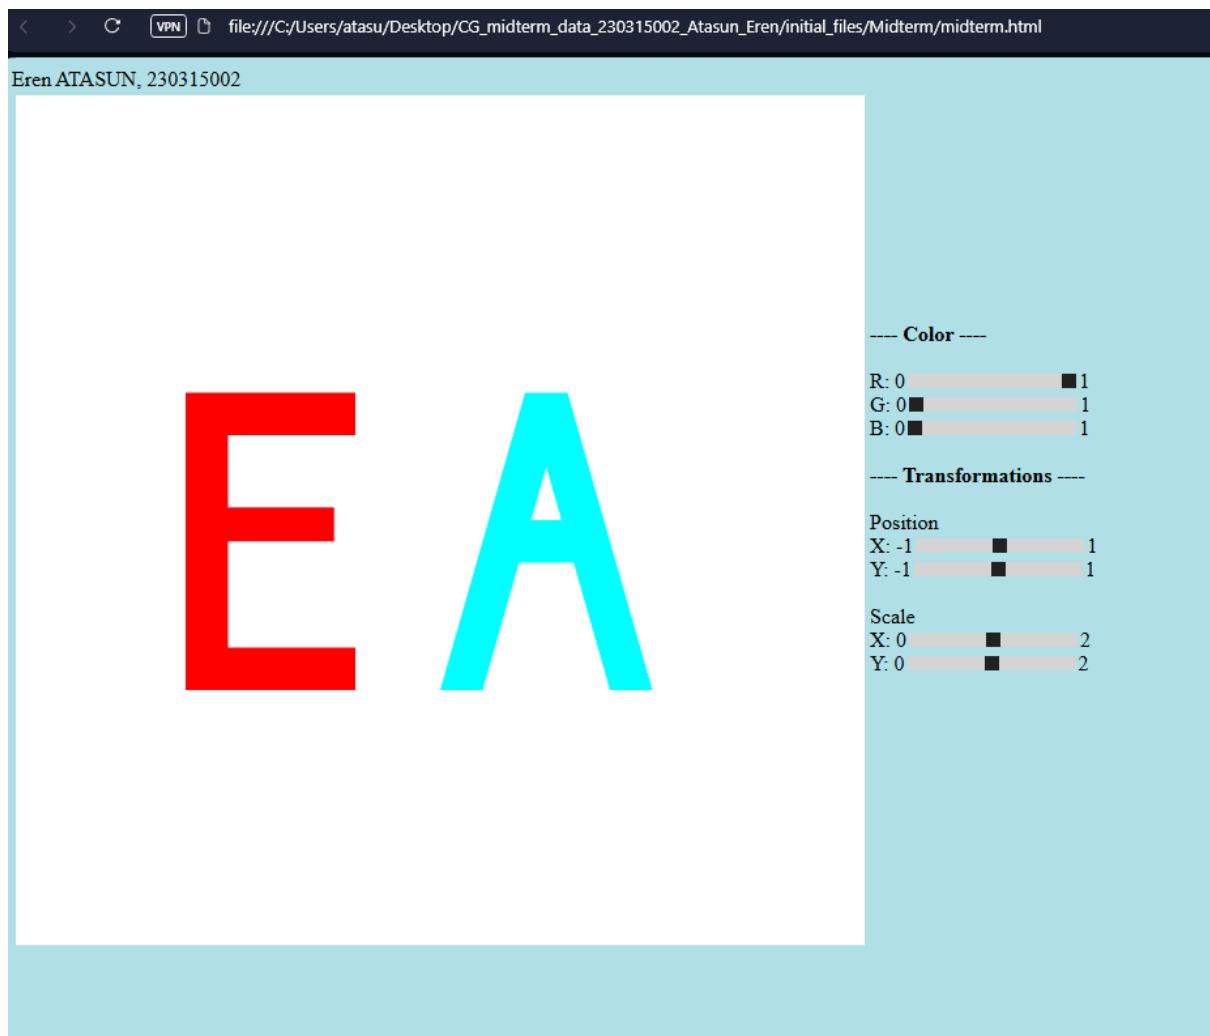 VPN file:///C:/Users/atasu/Desktop/CG_midterm_data_230315002_Atasun_Eren/initial_files/Midterm/midterm.html
Eren ATASUN, 230315002
E A
---- Color ----
R: 0 1
G: 0 1
B: 0 1
---- Transformations ----
Position
X: -1 1
Y: -1 1
Scale
X: 0 2
Y: 0 2